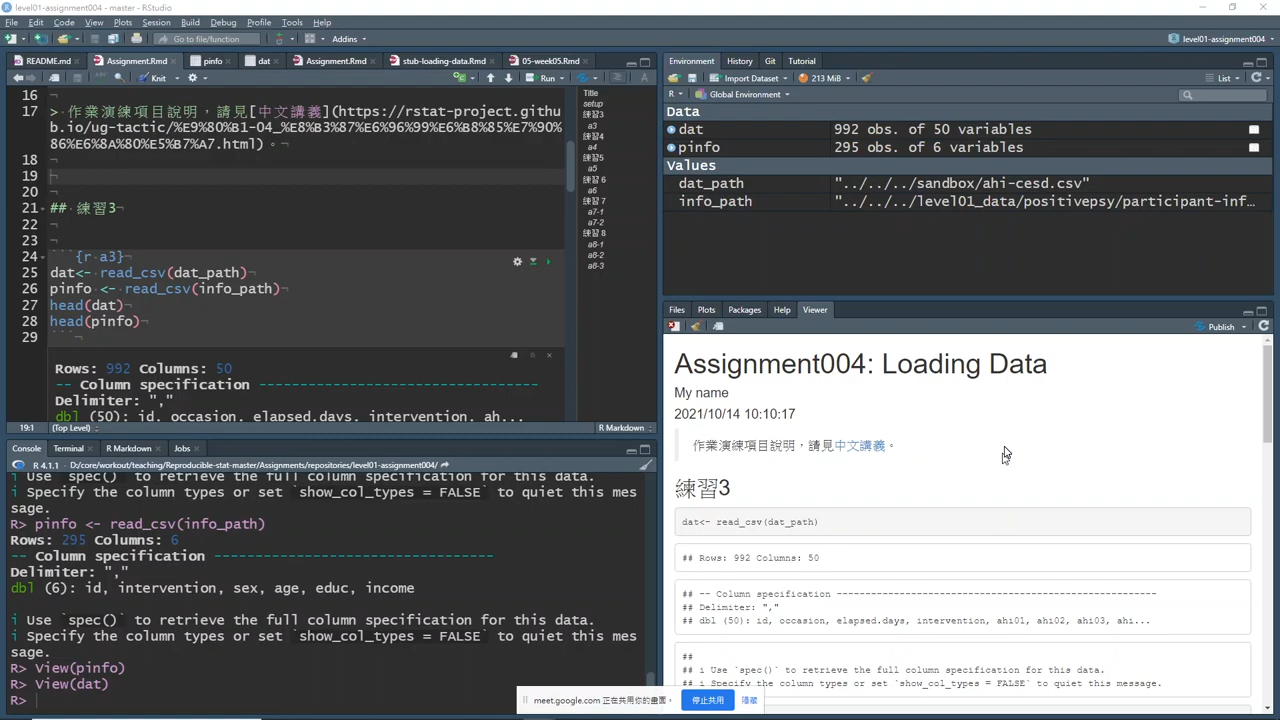 level01-assignment004 - master - RStudio
File Edit Code View Plots Session Build Debug Profile Tools Help
Go to file/function Addins level01-assignment004
README.md Assignment.Rmd pinfo dat Assignment.Rmd stub-loading-data.Rmd 05-week05.Rmd
Knit Run
16 ¬
17 > 作業演練項目說明，請見[中文講義](https://rstat-project.githu
b.io/ug-tactic/%E9%80%B1-04_%E8%B3%87%E6%96%99%E6%B8%85%E7%90%
86%E6%8A%80%E5%B7%A7.html)。¬
18 ¬
19 ¬
20 ¬
21 ## 練習3¬
22 ¬
23 ¬
24 ```{r a3}¬
25 dat<- read_csv(dat_path)¬
26 pinfo <- read_csv(info_path)¬
27 head(dat)¬
28 head(pinfo)¬
29 ```¬
Rows: 992 Columns: 50
-- Column specification ----------------------------------
Delimiter: ","
dbl (50): id, occasion, elapsed.days, intervention, ah...
19:1 (Top Level) R Markdown
Title
setup
練習3
a3
練習4
a4
練習5
a5
練習 6
a6
練習 7
a7-1
a7-2
練習 8
a8-1
a8-2
a8-3
Console Terminal R Markdown Jobs
R 4.1.1 · D:/core/workout/teaching/Reproducible-stat-master/Assignments/repositories/level01-assignment004/
i Use `spec()` to retrieve the full column specification for this data.
i Specify the column types or set `show_col_types = FALSE` to quiet this mes
sage.
R> pinfo <- read_csv(info_path)
Rows: 295 Columns: 6
-- Column specification -------------------------------
Delimiter: ","
dbl (6): id, intervention, sex, age, educ, income
i Use `spec()` to retrieve the full column specification for this data.
i Specify the column types or set `show_col_types = FALSE` to quiet this mes
sage.
R> View(pinfo)
R> View(dat)
R>
Environment History Git Tutorial
Import Dataset 213 MiB List
R Global Environment
Data
dat 992 obs. of 50 variables
pinfo 295 obs. of 6 variables
Values
dat_path "../../../sandbox/ahi-cesd.csv"
info_path "../../../level01_data/positivepsy/participant-inf…
Files Plots Packages Help Viewer
Publish
Assignment004: Loading Data
My name
2021/10/14 10:10:17
作業演練項目說明，請見中文講義。
練習3
dat<- read_csv(dat_path)
## Rows: 992 Columns: 50
## -- Column specification --------------------------------------------------------
## Delimiter: ","
## dbl (50): id, occasion, elapsed.days, intervention, ahi01, ahi02, ahi03, ahi...
##
## i Use `spec()` to retrieve the full column specification for this data.
## i Specify the column types or set `show_col_types = FALSE` to quiet this message.
meet.google.com 正在共用你的畫面。 停止共用 隱藏